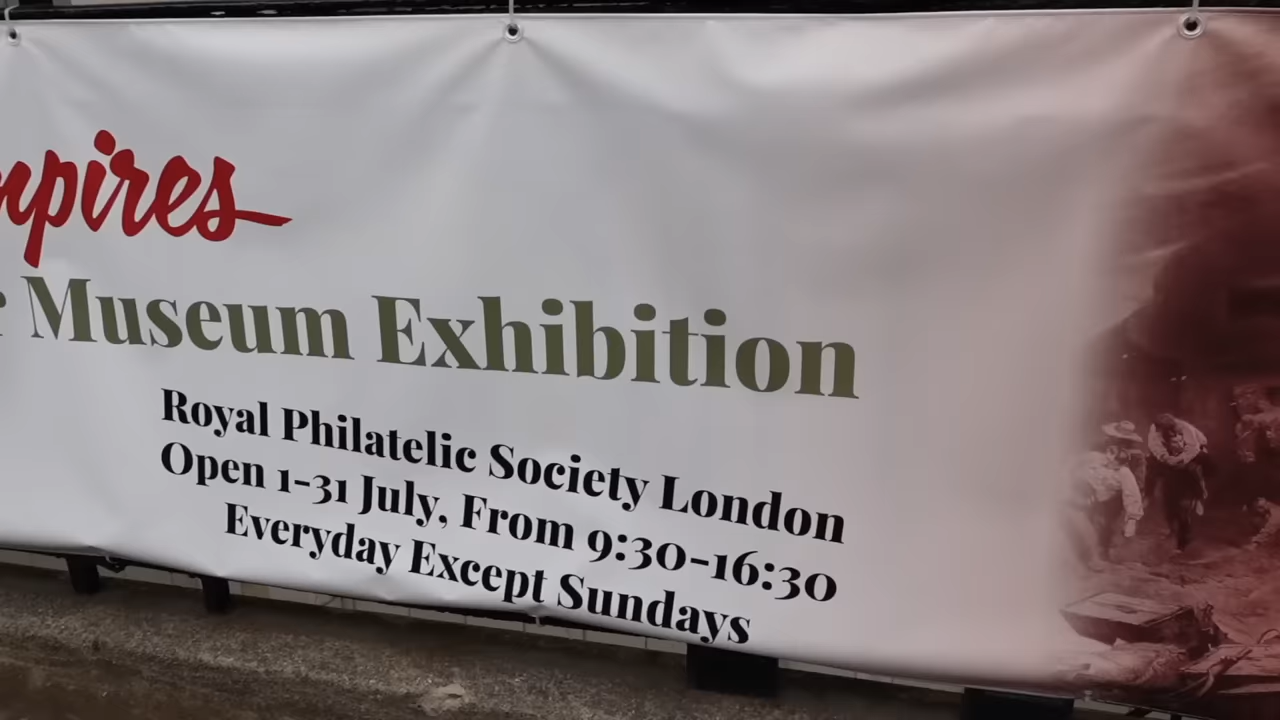 Museum Exhibition
Royal Philatelic Society London
Open 1-31 July, From 9:30-16:30
Everyday Except Sundays